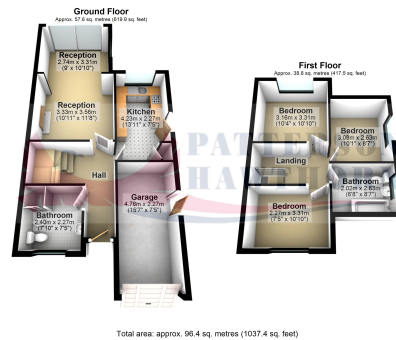 Ground Floor
Approx. 57.6 sq. metres (619.9 sq. feet)
Reception
2.74m x 3.31m
(9' x 10'10")
Reception
3.33m x 3.56m
(10'11" x 11'8")
Kitchen
4.23m x 2.27m
(13'11" x 7'5")
Hall
Garage
4.76m x 2.27m
(15'7" x 7'5")
Bathroom
2.40m x 2.27m
(7'10" x 7'5")
First Floor
Approx. 38.8 sq. metres (417.5 sq. feet)
Bedroom
3.16m x 3.31m
(10'4" x 10'10")
Bedroom
3.08m x 2.63m
(10'1" x 8'7")
Landing
Bathroom
2.02m x 2.63m
(6'8" x 8'7")
Bedroom
2.27m x 3.31m
(7'5" x 10'10")
Total area: approx. 96.4 sq. metres (1037.4 sq. feet)